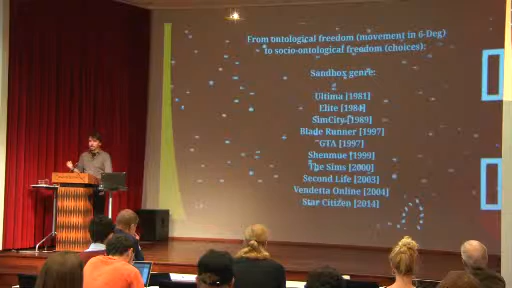 From ontological freedom (movement in 6-Deg)
to socio-ontological freedom (choices):
Sandbox genre:
Ultima [1981]
Elite [1984]
SimCity [1989]
Blade Runner [1997]
GTA [1997]
Shenmue [1999]
The Sims [2000]
Second Life [2003]
Vendetta Online [2004]
Star Citizen [2014]